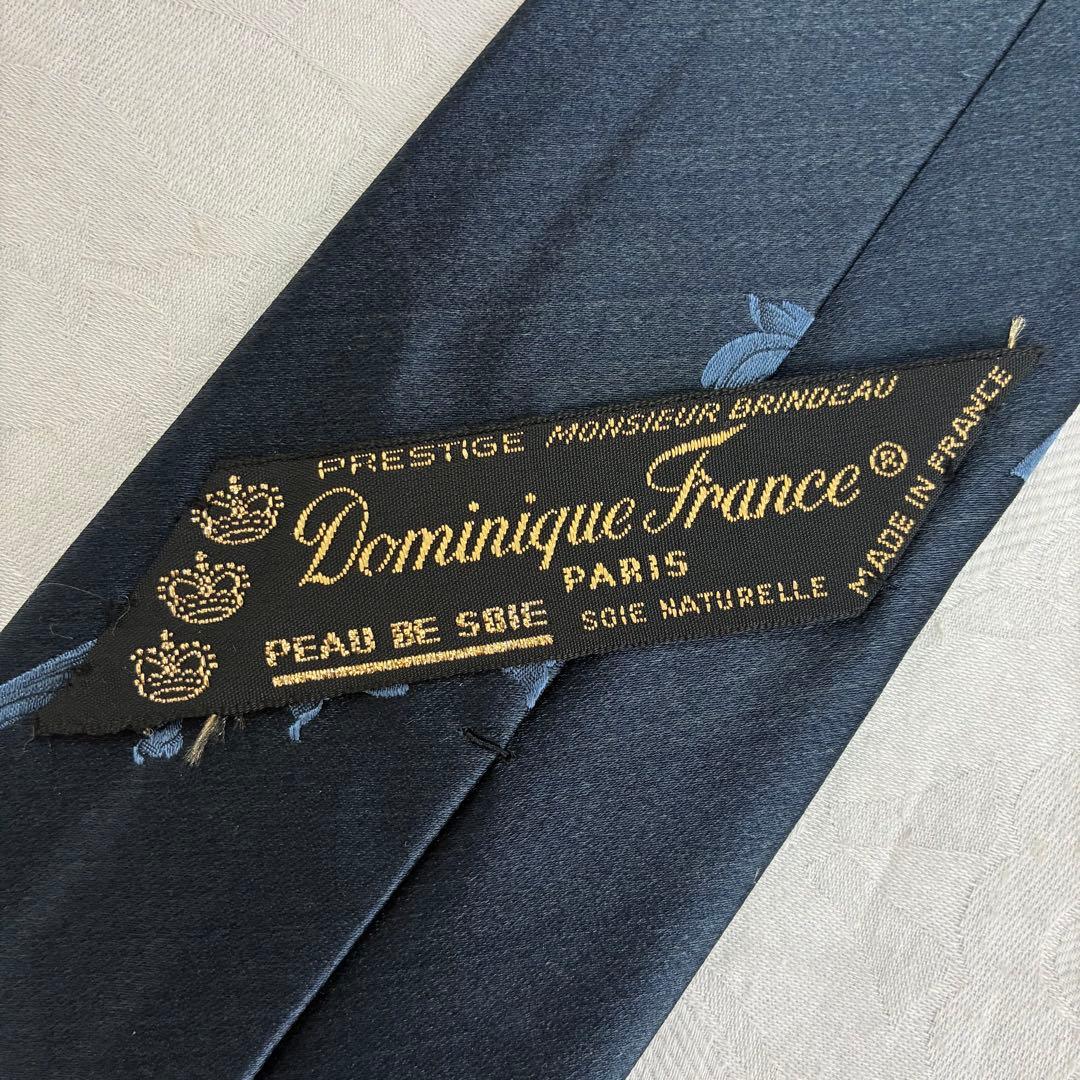 PRESTIGE MONSIEUR BRINDEAU
Dominique France ®
PARIS
PEAU DE SOIE
SOIE NATURELLE
MADE IN FRANCE